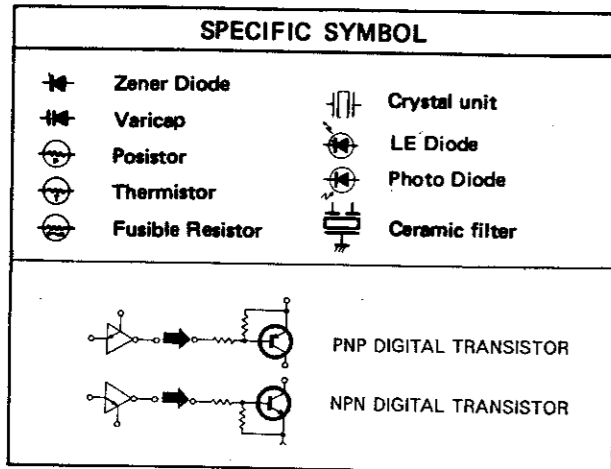 SPECIFIC SYMBOL
Zener Diode
Varicap
Posistor
Thermistor
Fusible Resistor
Crystal unit
LE Diode
Photo Diode
Ceramic filter
PNP DIGITAL TRANSISTOR
NPN DIGITAL TRANSISTOR